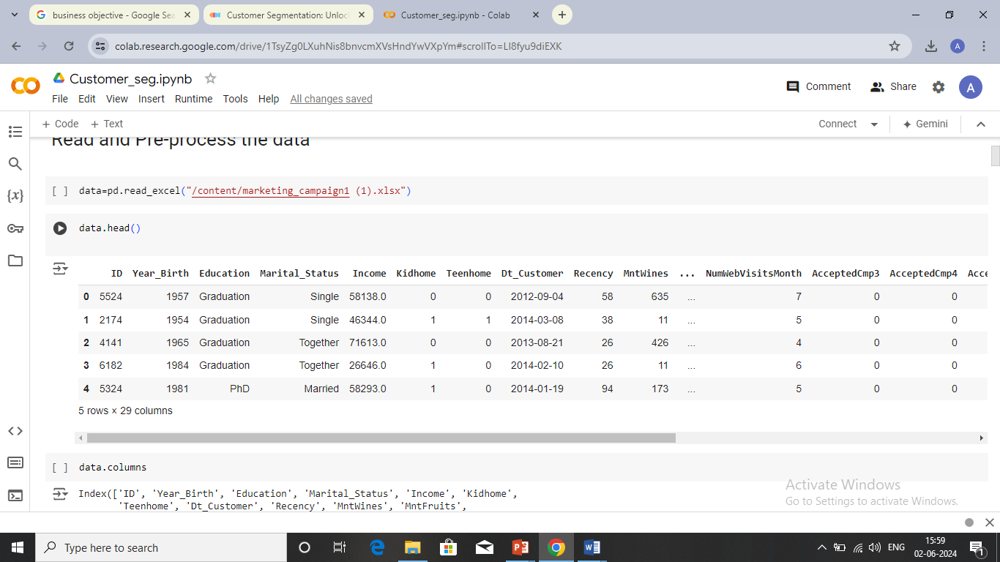 business objective - Google Sea
Customer Segmentation: Unloc
Customer_seg.ipynb - Colab
colab.research.google.com/drive/1TsyZg0LXuhNis8bnvcmXVsHndYwVXpYm#scrollTo=LI8fyu9diEXK
A
Customer_seg.ipynb
File Edit View Insert Runtime Tools Help All changes saved
Comment Share A
+ Code + Text Connect Gemini
Read and Pre-process the data
[ ] data=pd.read_excel("/content/marketing_campaign1 (1).xlsx")
data.head()
ID Year_Birth Education Marital_Status Income Kidhome Teenhome Dt_Customer Recency MntWines ... NumWebVisitsMonth AcceptedCmp3 AcceptedCmp4 Acce
0 5524 1957 Graduation Single 58138.0 0 0 2012-09-04 58 635 ... 7 0 0
1 2174 1954 Graduation Single 46344.0 1 1 2014-03-08 38 11 ... 5 0 0
2 4141 1965 Graduation Together 71613.0 0 0 2013-08-21 26 426 ... 4 0 0
3 6182 1984 Graduation Together 26646.0 1 0 2014-02-10 26 11 ... 6 0 0
4 5324 1981 PhD Married 58293.0 1 0 2014-01-19 94 173 ... 5 0 0
5 rows × 29 columns
[ ] data.columns
Index(['ID', 'Year_Birth', 'Education', 'Marital_Status', 'Income', 'Kidhome',
'Teenhome', 'Dt_Customer', 'Recency', 'MntWines', 'MntFruits',
Activate Windows
Go to Settings to activate Windows.
Type here to search
ENG
15:59
02-06-2024
1